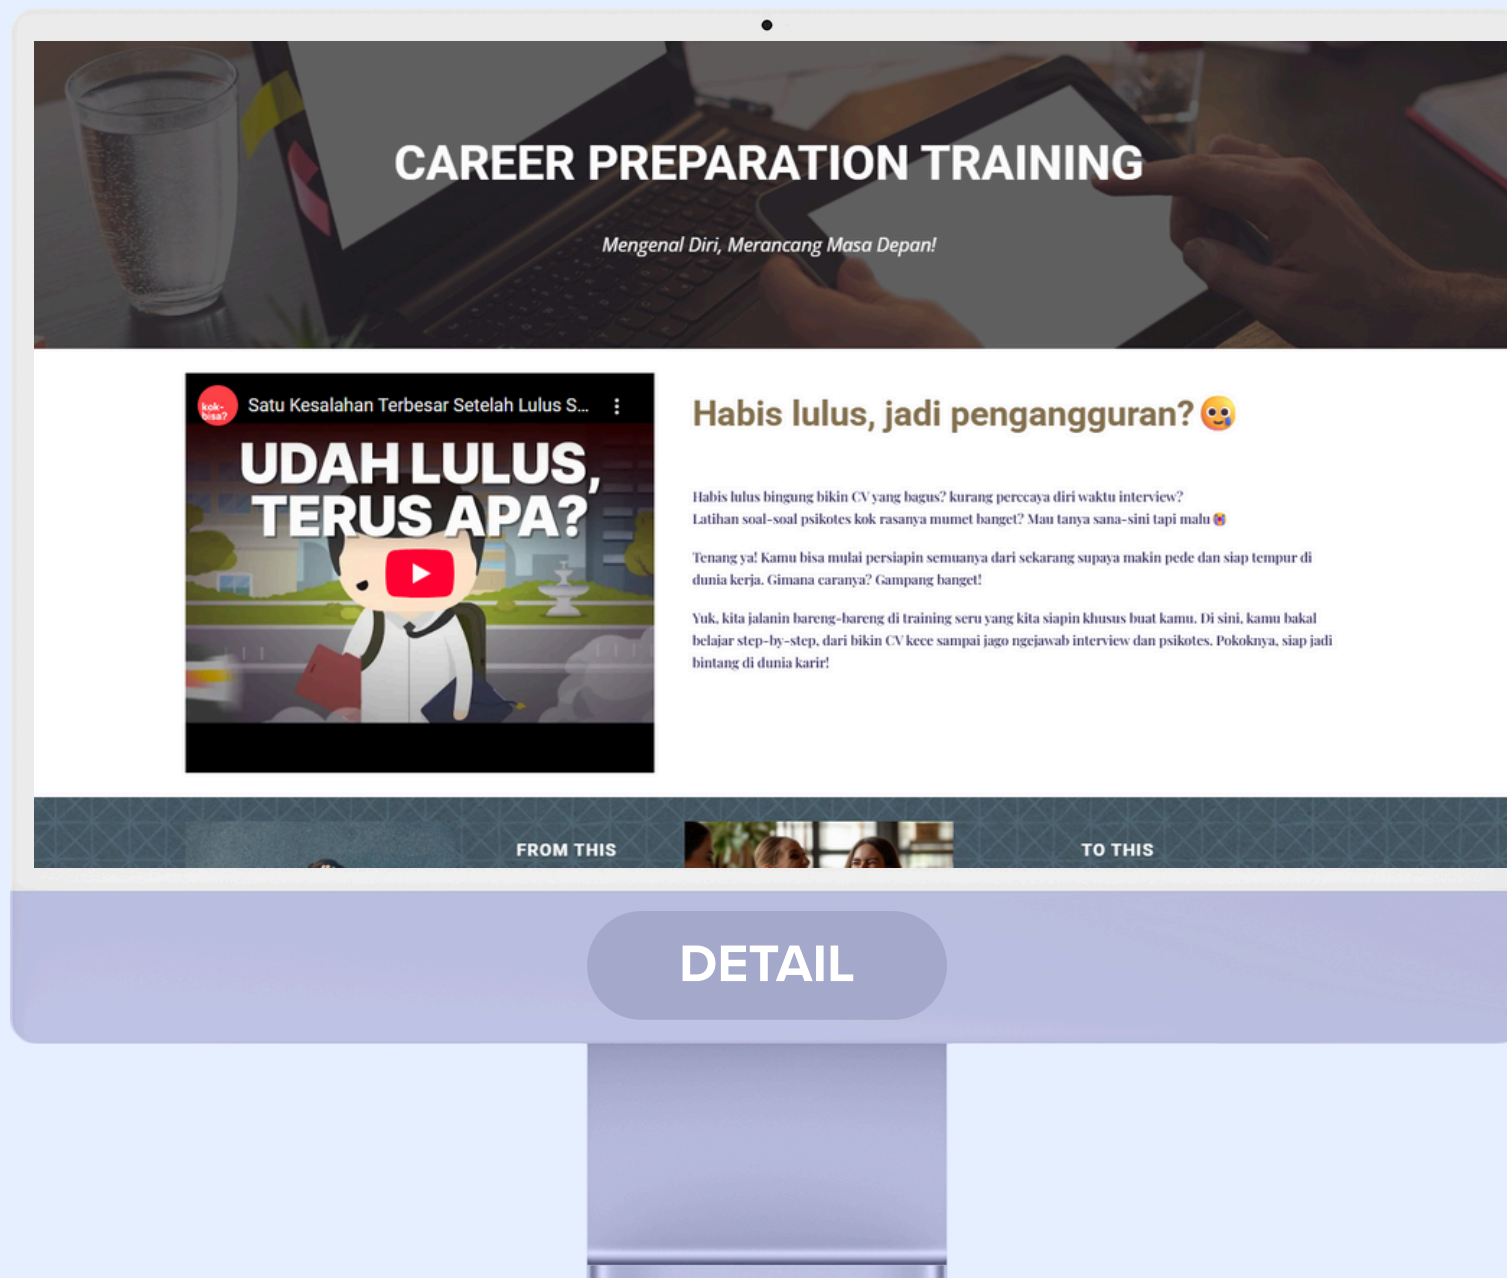 CAREER PREPARATION TRAINING
Mengenal Diri, Merancang Masa Depan!
kok-
bisa?
Satu Kesalahan Terbesar Setelah Lulus S...
UDAH LULUS,
TERUS APA?
Habis lulus, jadi pengangguran? 🥲
Habis lulus bingung bikin CV yang bagus? kurang perccaya diri waktu interview?
Latihan soal-soal psikotes kok rasanya mumet banget? Mau tanya sana-sini tapi malu 😭
Tenang ya! Kamu bisa mulai persiapin semuanya dari sekarang supaya makin pede dan siap tempur di
dunia kerja. Gimana caranya? Gampang banget!
Yuk, kita jalanin bareng-bareng di training seru yang kita siapin khusus buat kamu. Di sini, kamu bakal
belajar step-by-step, dari bikin CV kece sampai jago ngejawab interview dan psikotes. Pokoknya, siap jadi
bintang di dunia karir!
FROM THIS
TO THIS
DETAIL